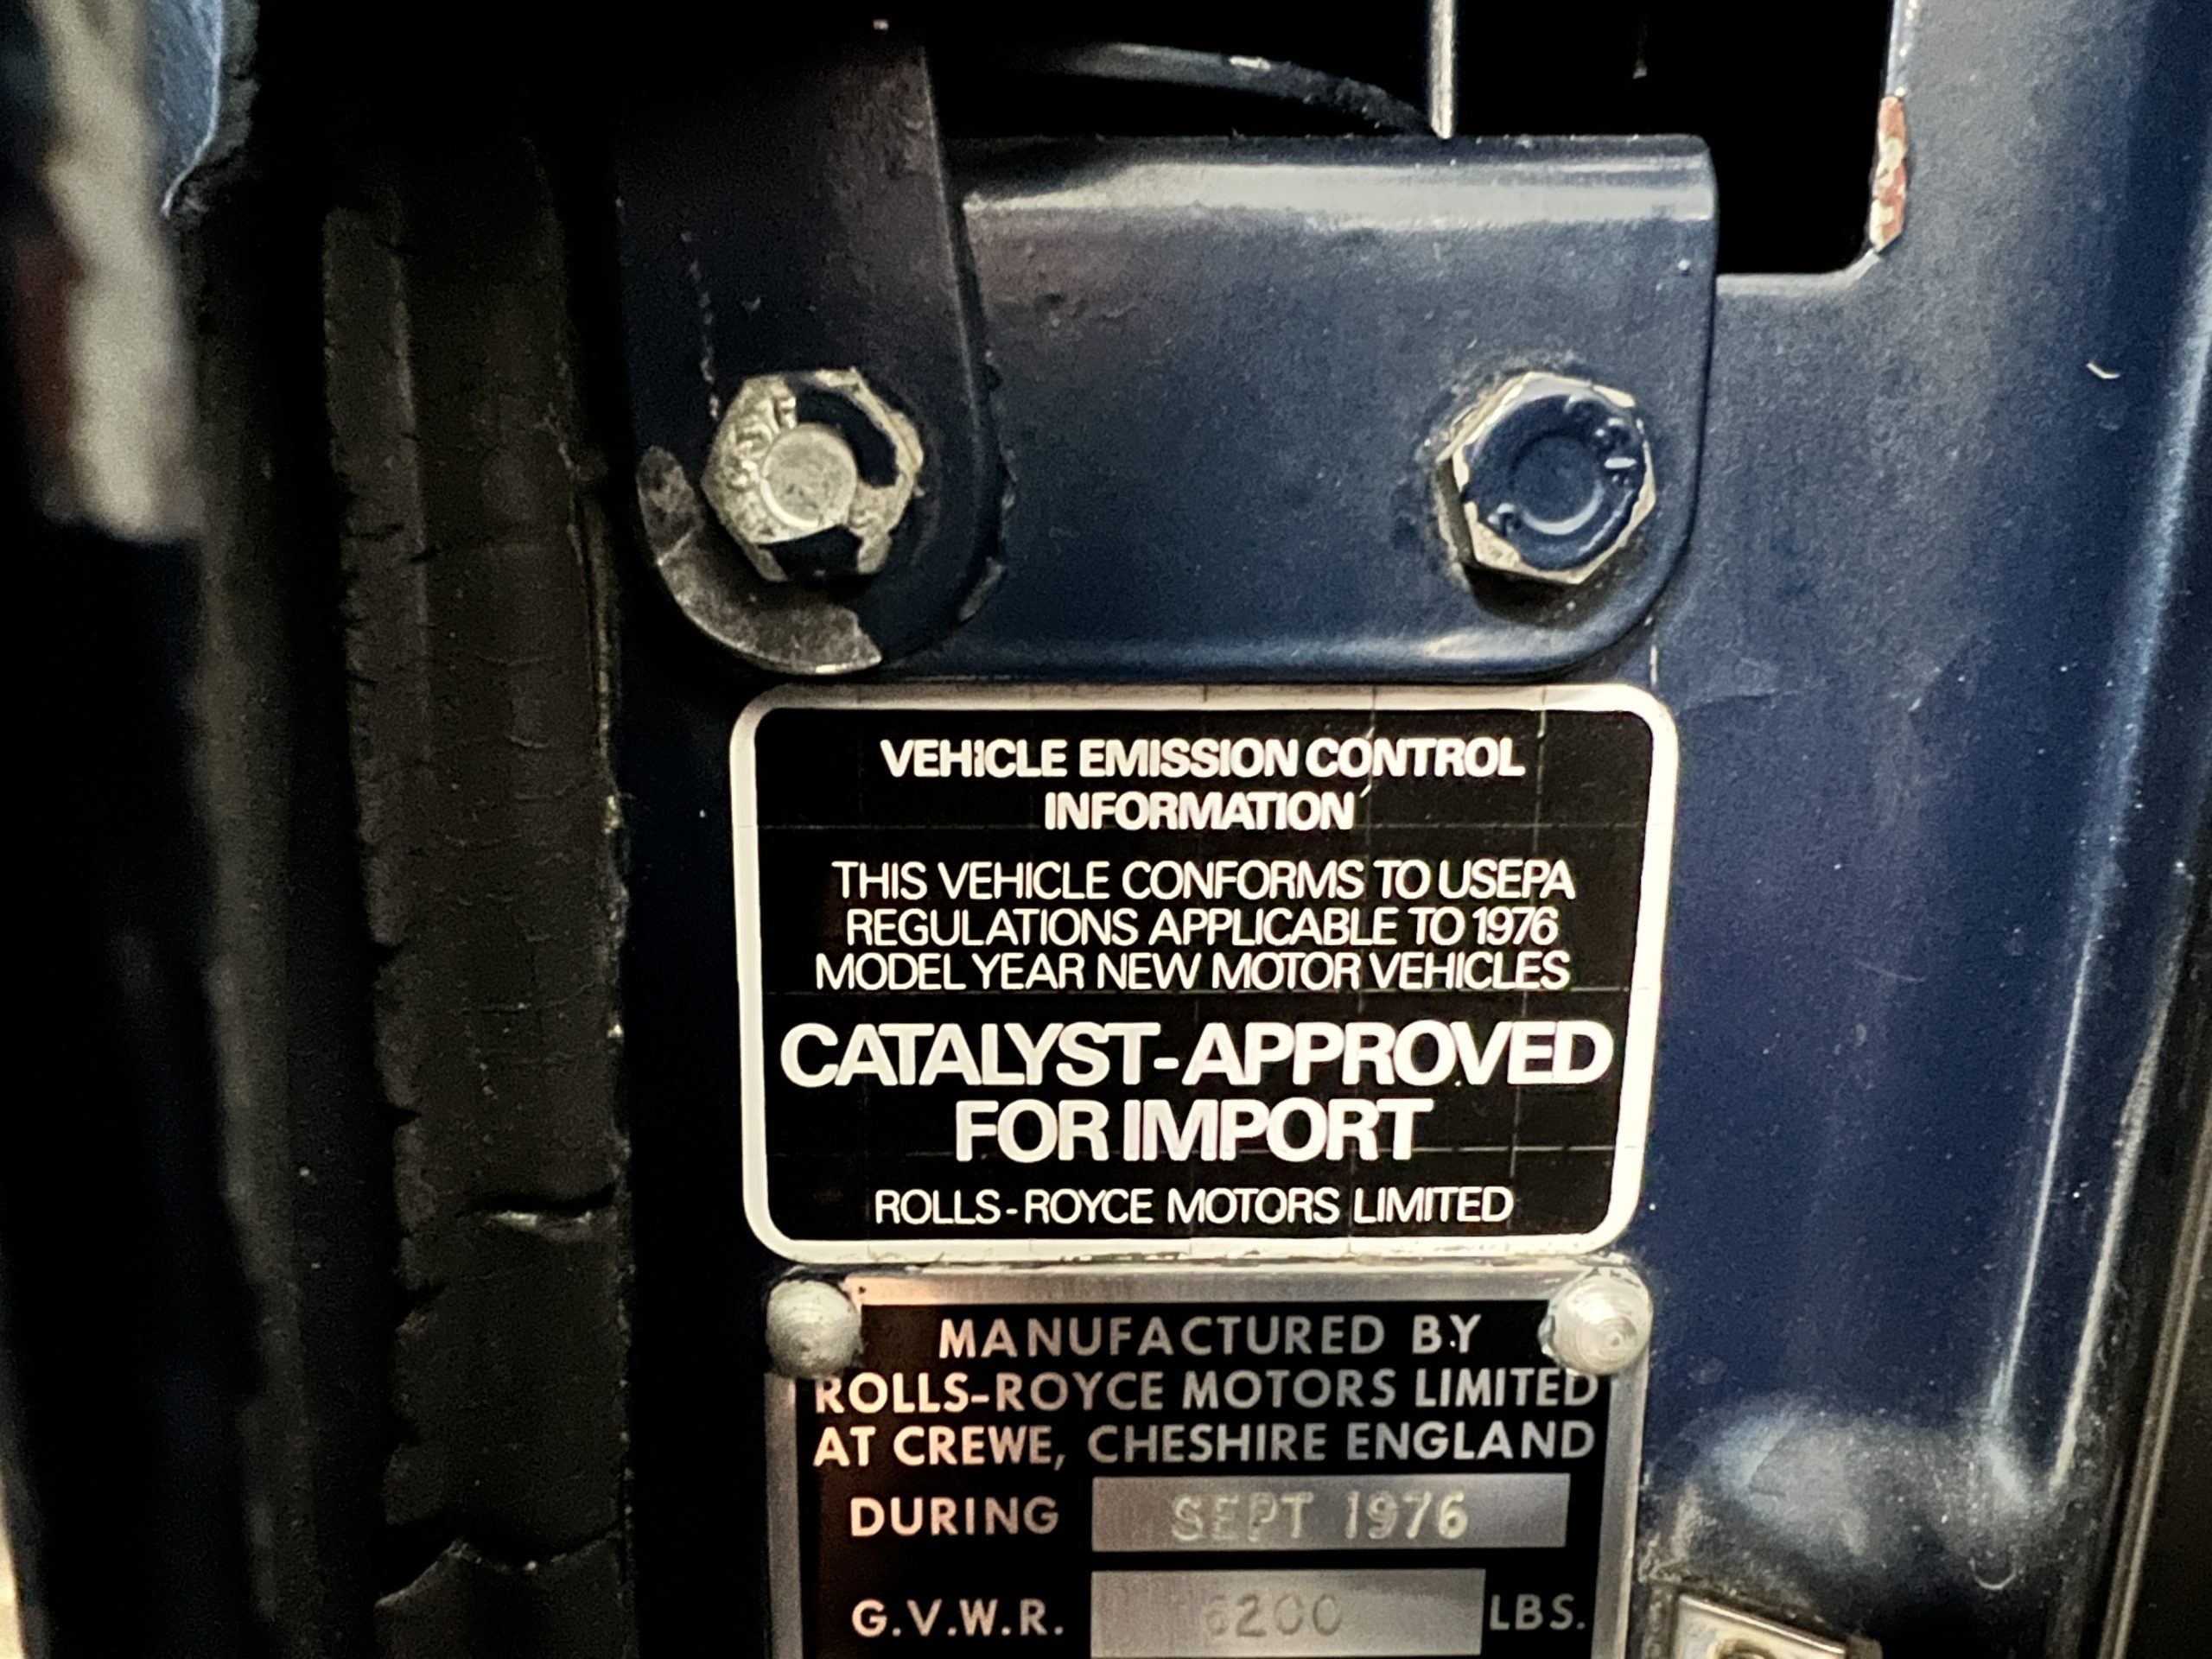 VEHICLE EMISSION CONTROL
INFORMATION
THIS VEHICLE CONFORMS TO USEPA
REGULATIONS APPLICABLE TO 1976
MODEL YEAR NEW MOTOR VEHICLES
CATALYST-APPROVED
FOR IMPORT
ROLLS-ROYCE MOTORS LIMITED
MANUFACTURED BY
ROLLS-ROYCE MOTORS LIMITED
AT CREWE, CHESHIRE ENGLAND
DURING SEPT 1976
G.V.W.R. 6200 LBS.